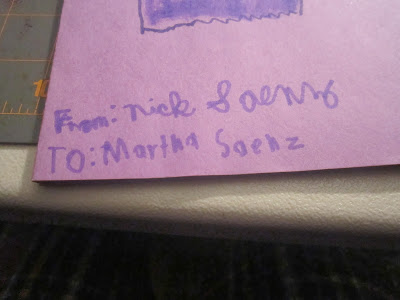 From: nick Saenz
TO: Martha Saenz